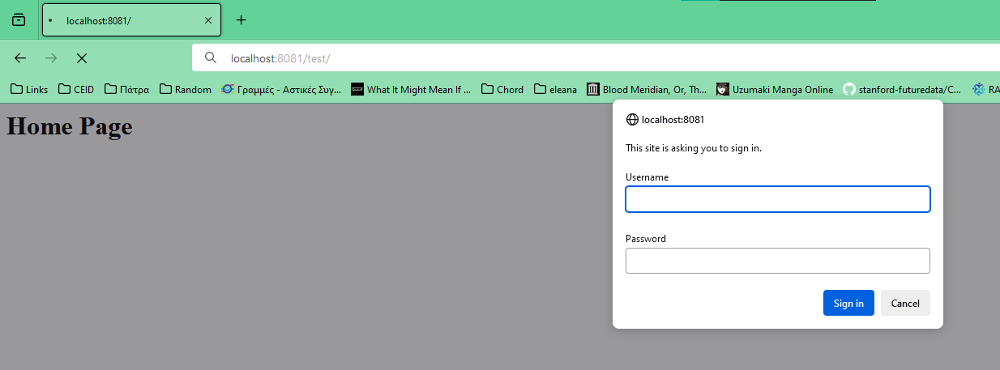 localhost:8081/
localhost:8081/test/
Links CEID Πάτρα Random Γραμμές - Αστικές Συγ... What It Might Mean If ... Chord eleana Blood Meridian, Or, Th... Uzumaki Manga Online stanford-futuredata/C... RA
localhost:8081
Home Page
This site is asking you to sign in.
Username
Password
Sign in Cancel